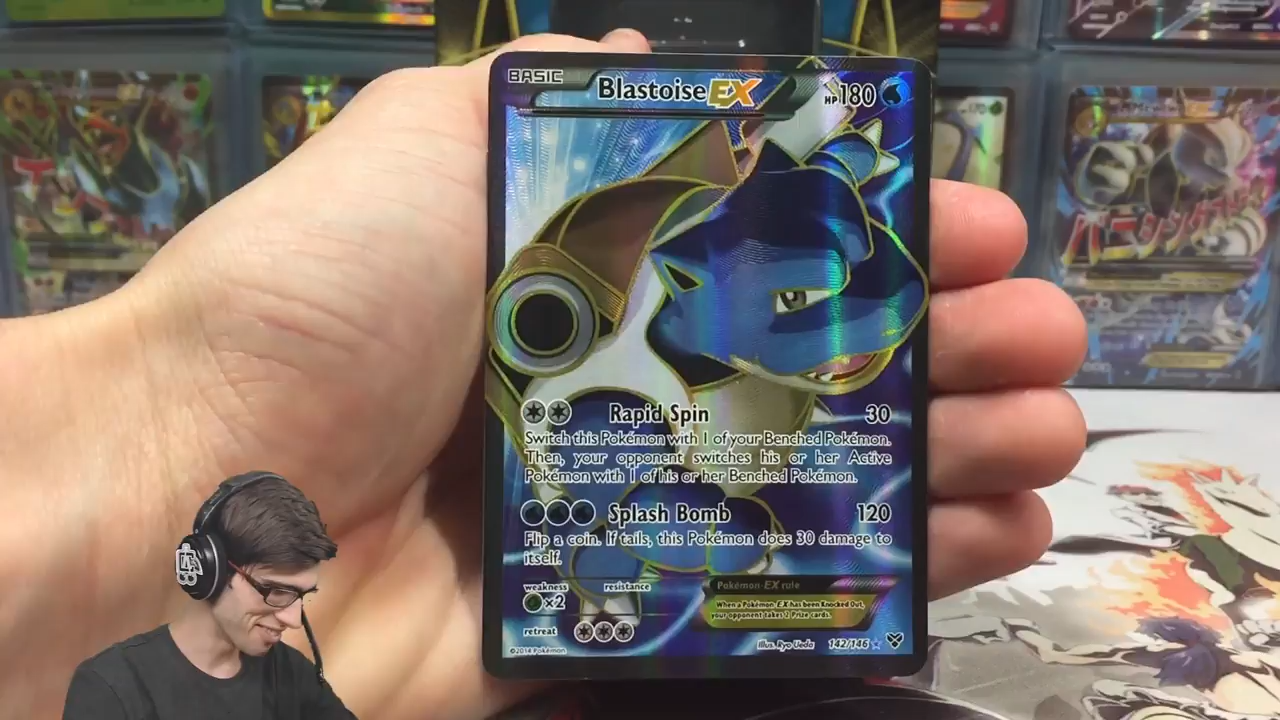 BASIC Blastoise EX HP180
Rapid Spin 30
Switch this Pokémon with 1 of your Benched Pokémon.
Then, your opponent switches his or her Active
Pokémon with 1 of his or her Benched Pokémon.
Splash Bomb 120
Flip a coin. If tails, this Pokémon does 30 damage to
itself.
weakness resistance
×2
Pokémon-EX rule
When a Pokémon-EX has been Knocked Out,
your opponent takes 2 Prize cards.
retreat
©2014 Pokémon
Illus. Ryo Ueda 142/146